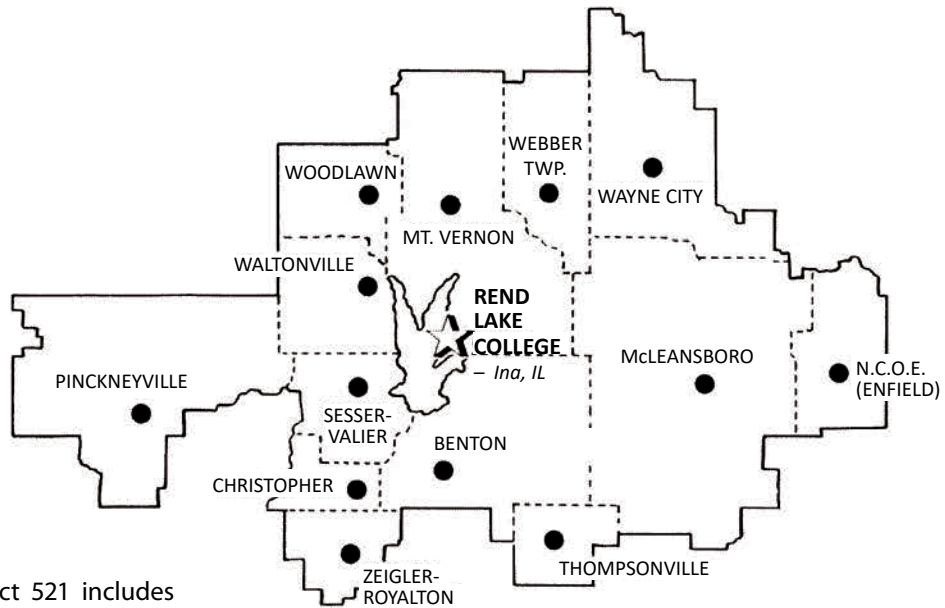 WEBBER
TWP.
WOODLAWN
WAYNE CITY
MT. VERNON
WALTONVILLE
REND
LAKE
COLLEGE
– Ina, IL
McLEANSBORO
N.C.O.E.
(ENFIELD)
PINCKNEYVILLE
SESSER-
VALIER
BENTON
CHRISTOPHER
THOMPSONVILLE
ZEIGLER-
ROYALTON
ct 521 includes